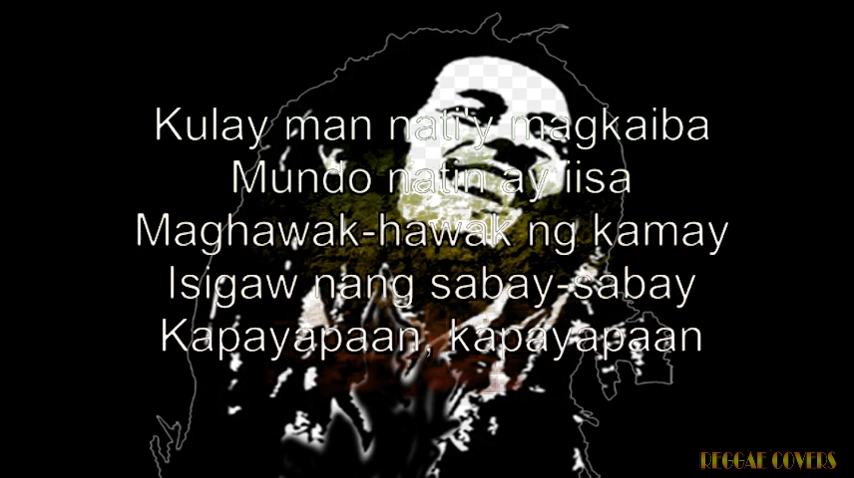 Kulay man nati'y magkaiba
Mundo natin ay iisa
Maghawak-hawak ng kamay
Isigaw nang sabay-sabay
Kapayapaan, kapayapaan
REGGAE COVERS